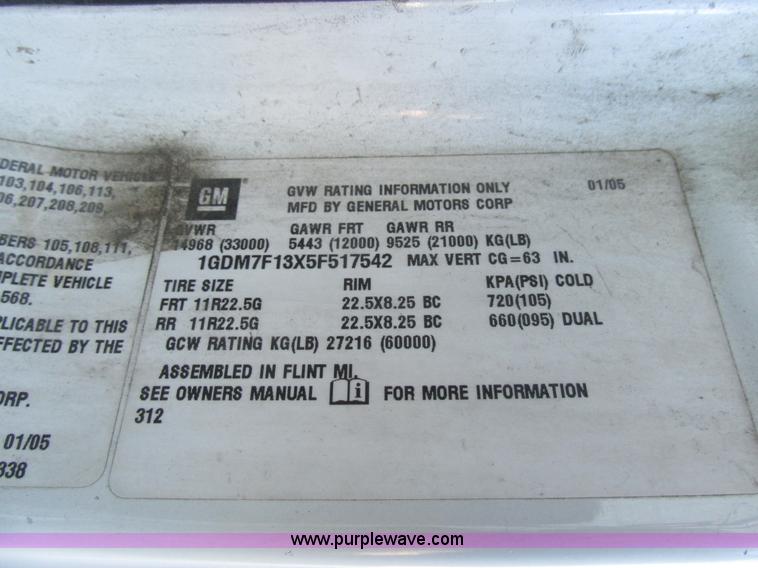 DERAL MOTOR VEHICLE
103, 104, 106, 113,
06, 207, 208, 209,
BERS 105, 108, 111,
ACCORDANCE
MPLETE VEHICLE
568.
PLICABLE TO THIS
FFECTED BY THE
ORP.
01/05
338
GM
GVW RATING INFORMATION ONLY 01/05
MFD BY GENERAL MOTORS CORP
GVWR GAWR FRT GAWR RR
14968 (33000) 5443 (12000) 9525 (21000) KG(LB)
1GDM7F13X5F517542 MAX VERT CG=63 IN.
TIRE SIZE RIM KPA(PSI) COLD
FRT 11R22.5G 22.5X8.25 BC 720(105)
RR 11R22.5G 22.5X8.25 BC 660(095) DUAL
GCW RATING KG(LB) 27216 (60000)
ASSEMBLED IN FLINT MI.
SEE OWNERS MANUAL i FOR MORE INFORMATION
312
www.purplewave.com